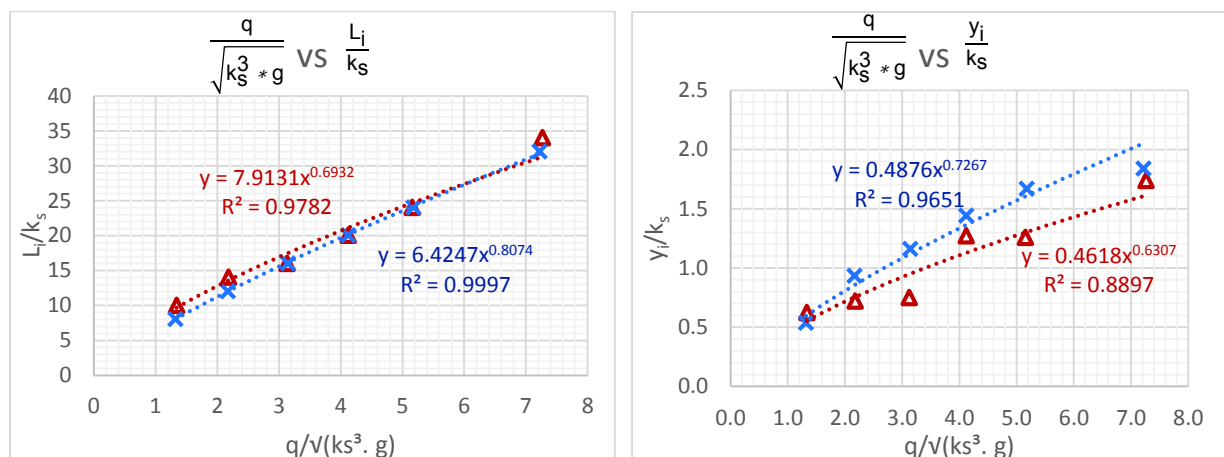 q
√k_s^3 * g
vs
L_i
k_s
40
35
30
25
20
15
10
5
0
L_i/k_s
y = 7.9131x^0.6932
R² = 0.9782
y = 6.4247x^0.8074
R² = 0.9997
0 1 2 3 4 5 6 7 8
q/√(ks³. g)
q
√k_s^3 * g
vs
y_i
k_s
2.5
2.0
1.5
1.0
0.5
0.0
y_i/k_s
y = 0.4876x^0.7267
R² = 0.9651
y = 0.4618x^0.6307
R² = 0.8897
0.0 1.0 2.0 3.0 4.0 5.0 6.0 7.0 8.0
q/√(ks³. g)